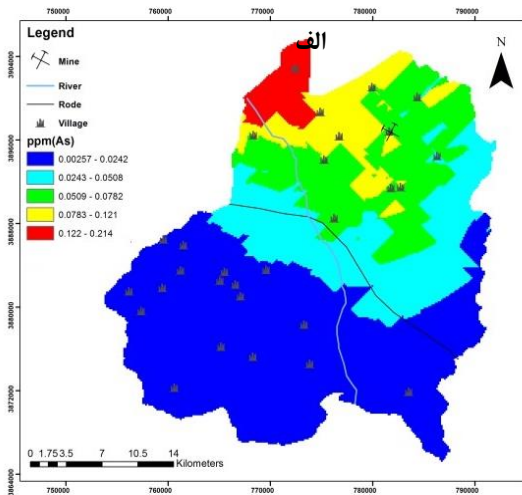 750000 760000 770000 780000 790000
الف
N
Legend
Mine
River
Rode
Village
ppm(As)
0.00257 - 0.0242
0.0243 - 0.0508
0.0509 - 0.0782
0.0783 - 0.121
0.122 - 0.214
3904000
3896000
3888000
3880000
3872000
3864000
0 1.75 3.5 7 10.5 14
Kilometers
750000 760000 770000 780000 790000